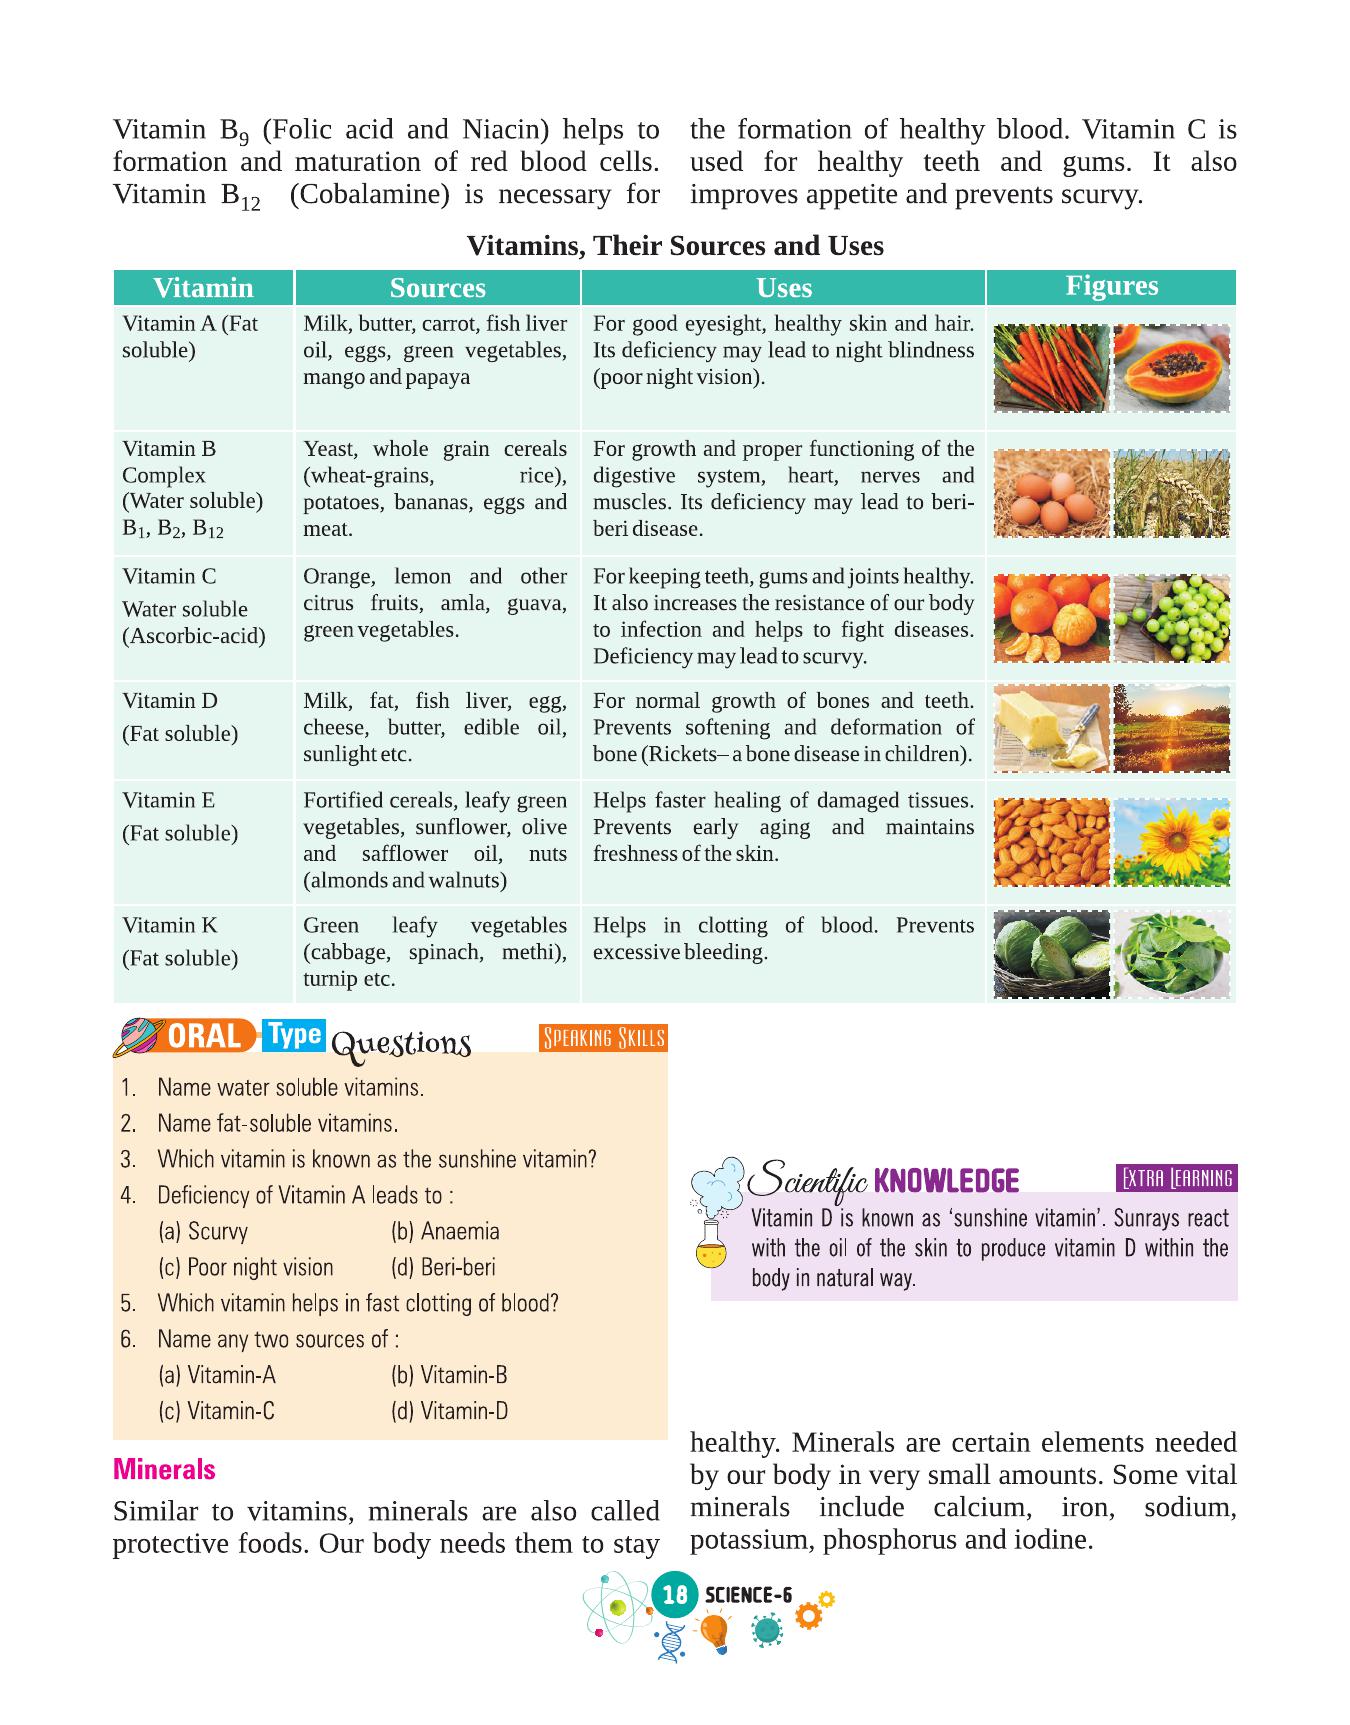 Vitamin B9 (Folic acid and Niacin) helps to
formation and maturation of red blood cells.
Vitamin B12 (Cobalamine) is necessary for
the formation of healthy blood. Vitamin C is
used for healthy teeth and gums. It also
improves appetite and prevents scurvy.
Vitamins, Their Sources and Uses
Vitamin Sources Uses Figures
Vitamin A (Fat
soluble)
Milk, butter, carrot, fish liver
oil, eggs, green vegetables,
mango and papaya
For good eyesight, healthy skin and hair.
Its deficiency may lead to night blindness
(poor night vision).
Vitamin B
Complex
(Water soluble)
B1, B2, B12
Yeast, whole grain cereals
(wheat-grains, rice),
potatoes, bananas, eggs and
meat.
For growth and proper functioning of the
digestive system, heart, nerves and
muscles. Its deficiency may lead to beri-
beri disease.
Vitamin C
Water soluble
(Ascorbic-acid)
Orange, lemon and other
citrus fruits, amla, guava,
green vegetables.
For keeping teeth, gums and joints healthy.
It also increases the resistance of our body
to infection and helps to fight diseases.
Deficiency may lead to scurvy.
Vitamin D
(Fat soluble)
Milk, fat, fish liver, egg,
cheese, butter, edible oil,
sunlight etc.
For normal growth of bones and teeth.
Prevents softening and deformation of
bone (Rickets– a bone disease in children).
Vitamin E
(Fat soluble)
Fortified cereals, leafy green
vegetables, sunflower, olive
and safflower oil, nuts
(almonds and walnuts)
Helps faster healing of damaged tissues.
Prevents early aging and maintains
freshness of the skin.
Vitamin K
(Fat soluble)
Green leafy vegetables
(cabbage, spinach, methi),
turnip etc.
Helps in clotting of blood. Prevents
excessive bleeding.
ORAL Type Questions SPEAKING SKILLS
1. Name water soluble vitamins.
2. Name fat-soluble vitamins.
3. Which vitamin is known as the sunshine vitamin?
4. Deficiency of Vitamin A leads to :
(a) Scurvy (b) Anaemia
(c) Poor night vision (d) Beri-beri
5. Which vitamin helps in fast clotting of blood?
6. Name any two sources of :
(a) Vitamin-A (b) Vitamin-B
(c) Vitamin-C (d) Vitamin-D
Scientific KNOWLEDGE EXTRA LEARNING
Vitamin D is known as ‘sunshine vitamin’. Sunrays react
with the oil of the skin to produce vitamin D within the
body in natural way.
Minerals
Similar to vitamins, minerals are also called
protective foods. Our body needs them to stay
healthy. Minerals are certain elements needed
by our body in very small amounts. Some vital
minerals include calcium, iron, sodium,
potassium, phosphorus and iodine.
18 SCIENCE-6